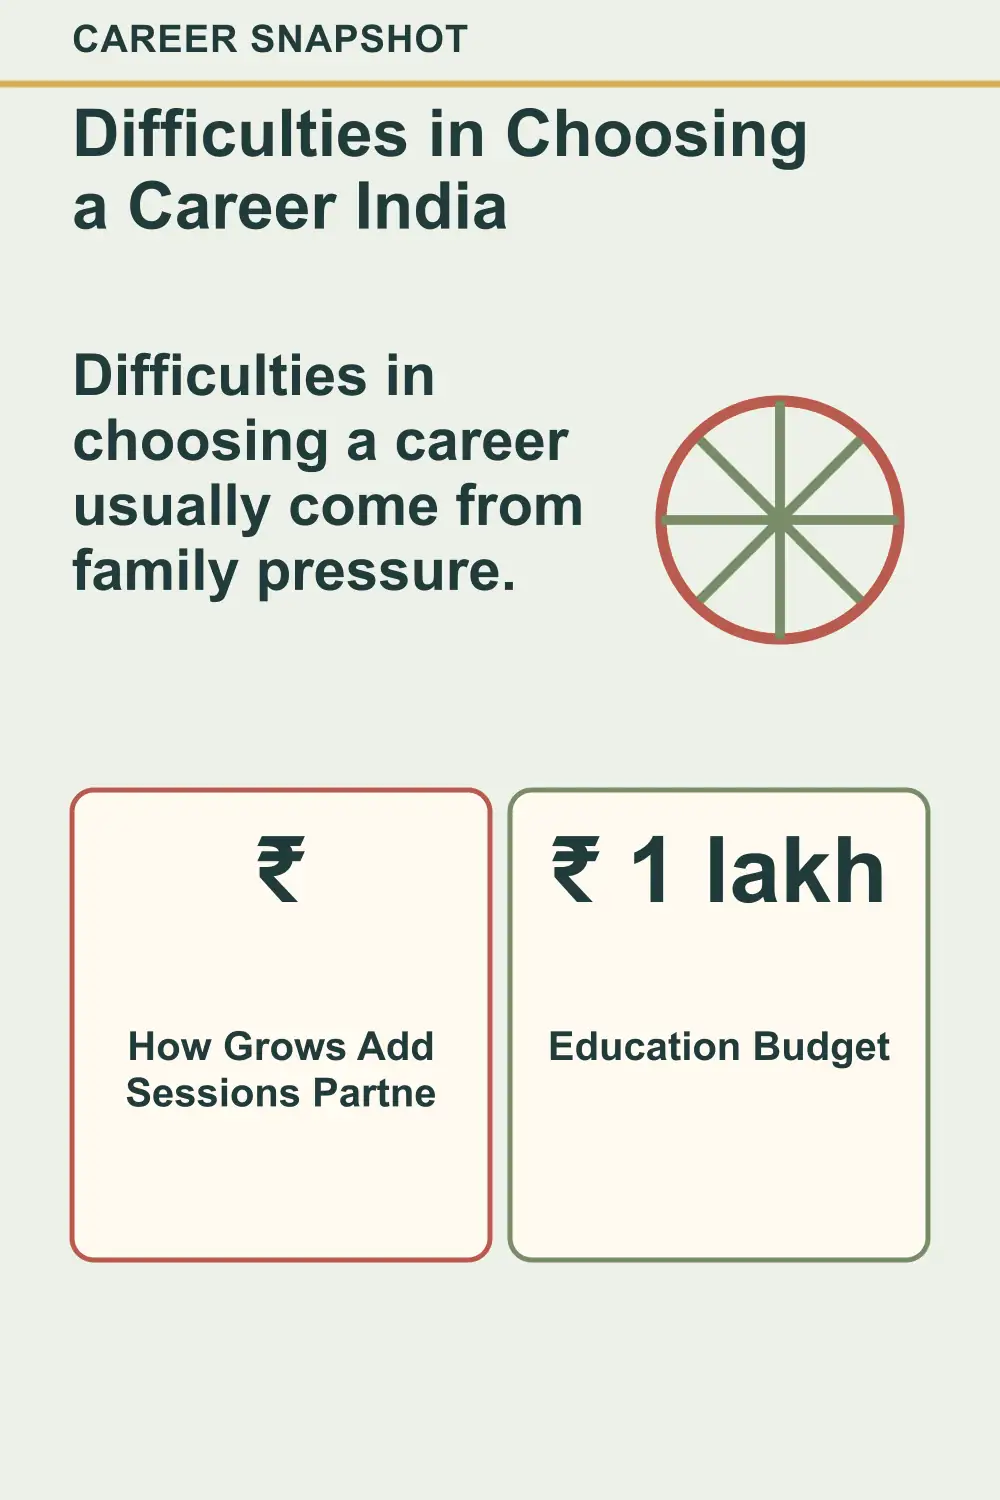 CAREER SNAPSHOT
Difficulties in Choosing
a Career India
Difficulties in
choosing a career
usually come from
family pressure.
₹
₹ 1 lakh
How Grows Add
Sessions Partne
Education Budget